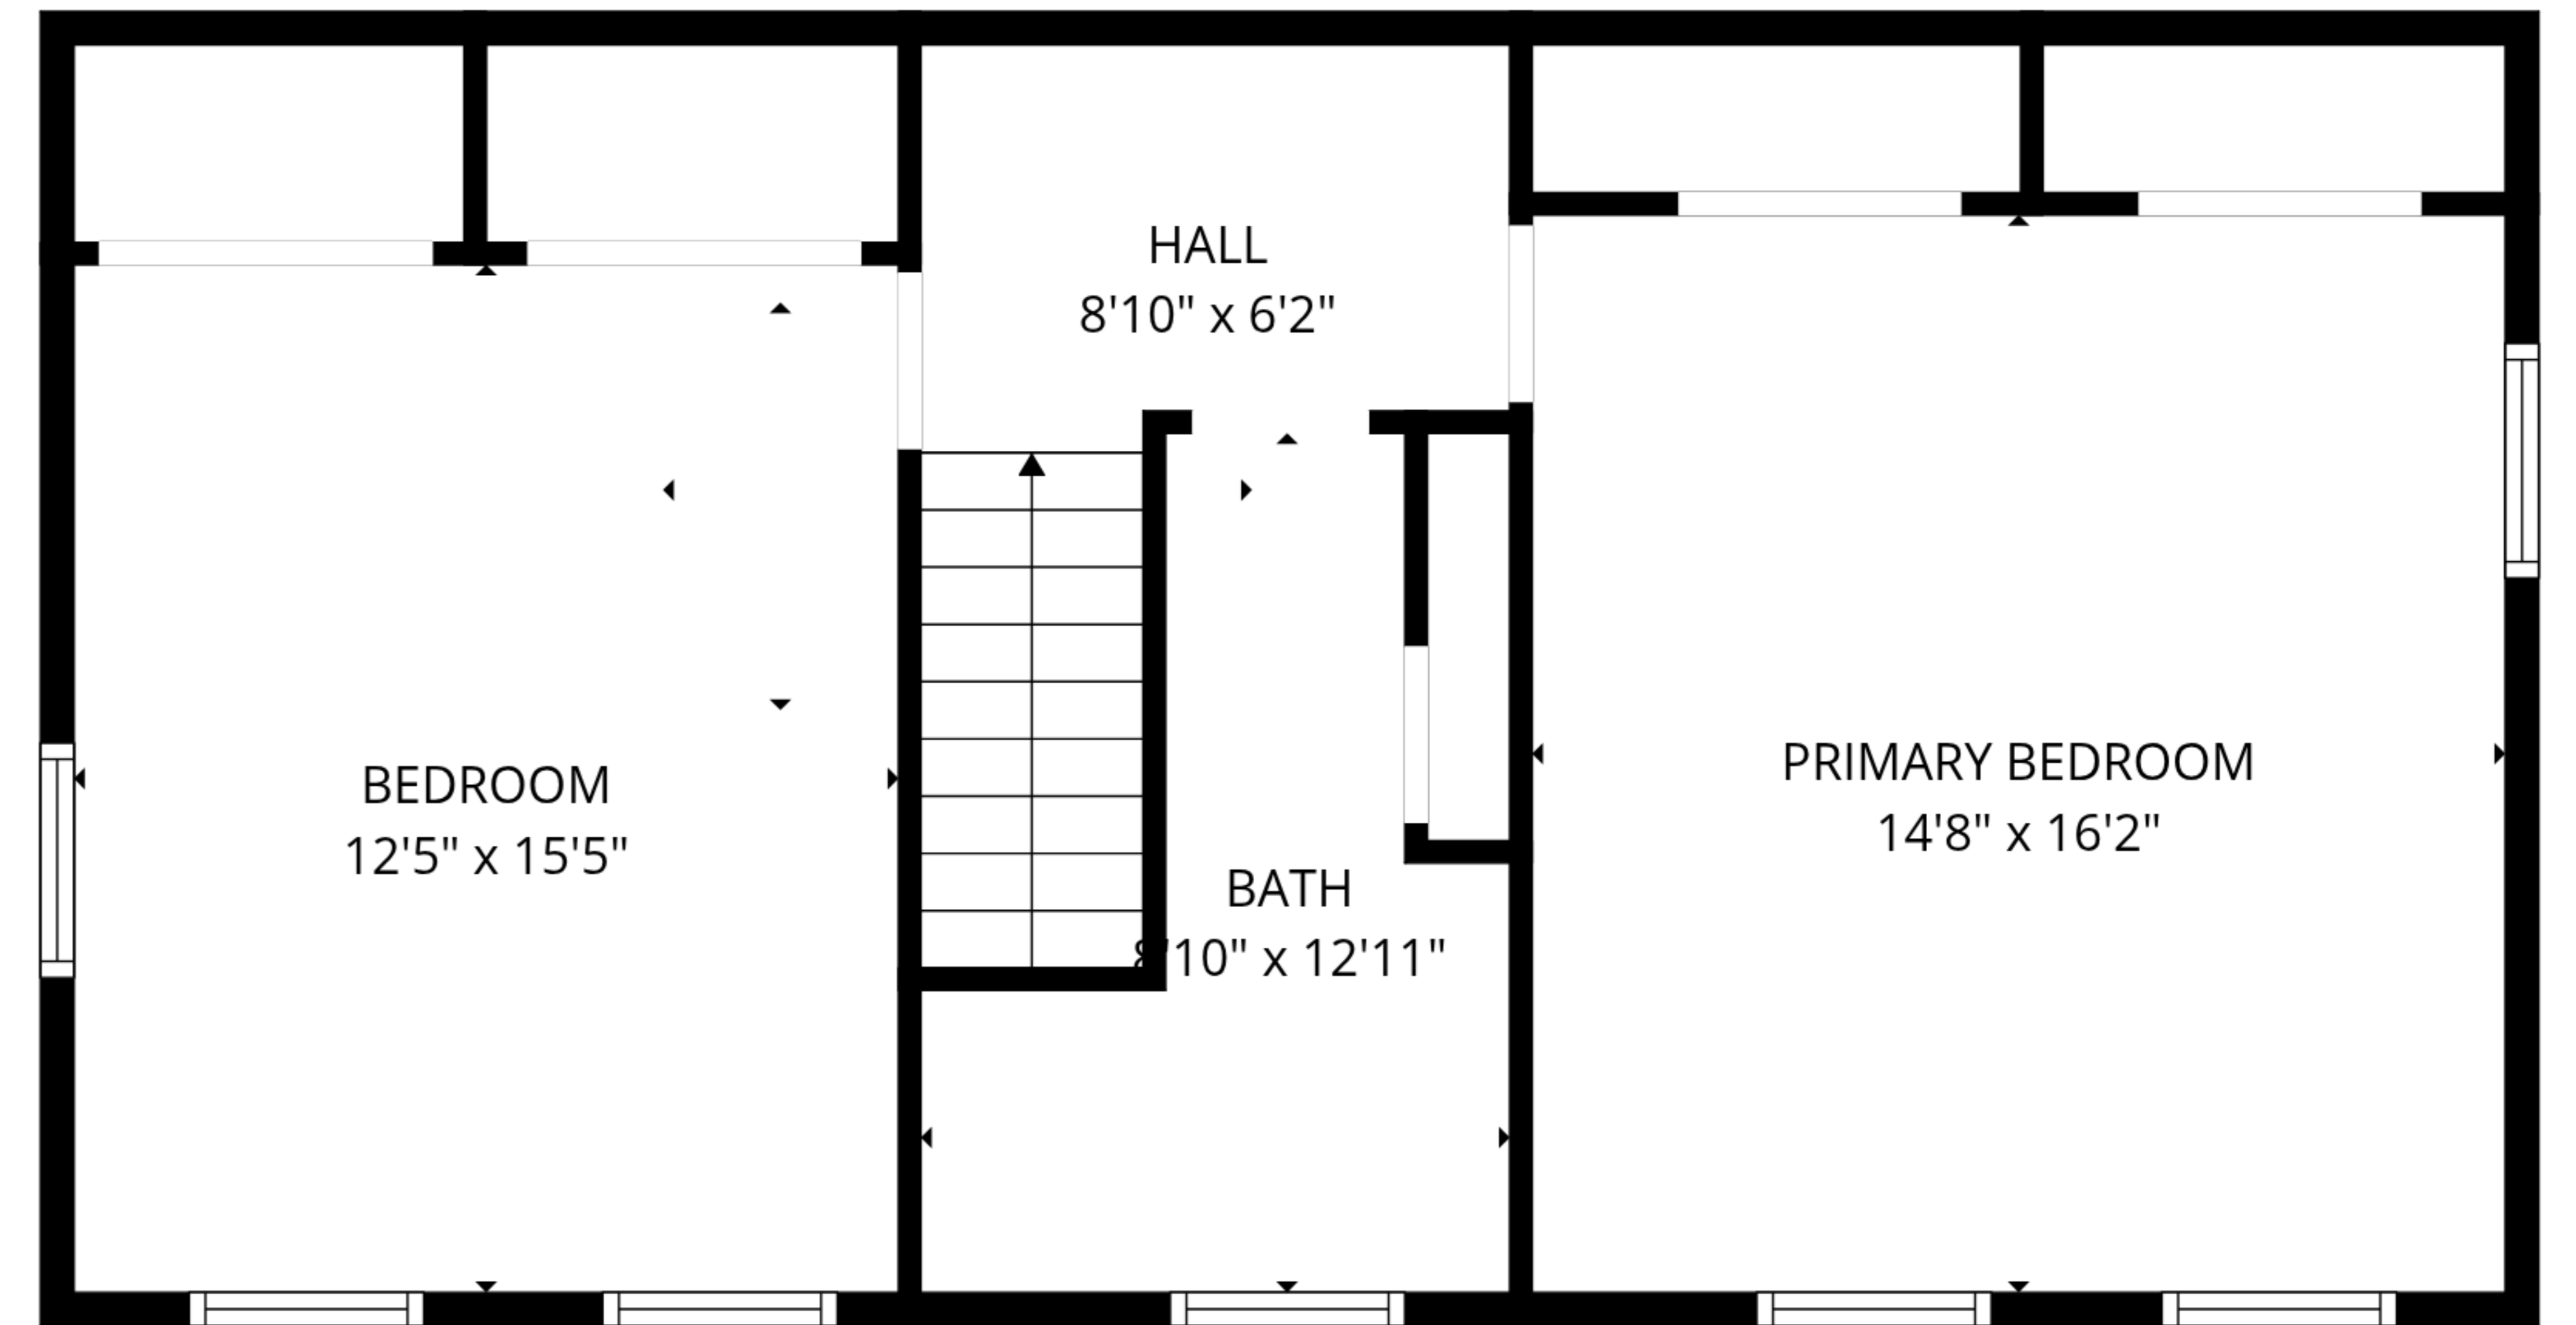 HALL
8'10" x 6'2"
BEDROOM
12'5" x 15'5"
BATH
8'10" x 12'11"
PRIMARY BEDROOM
14'8" x 16'2"